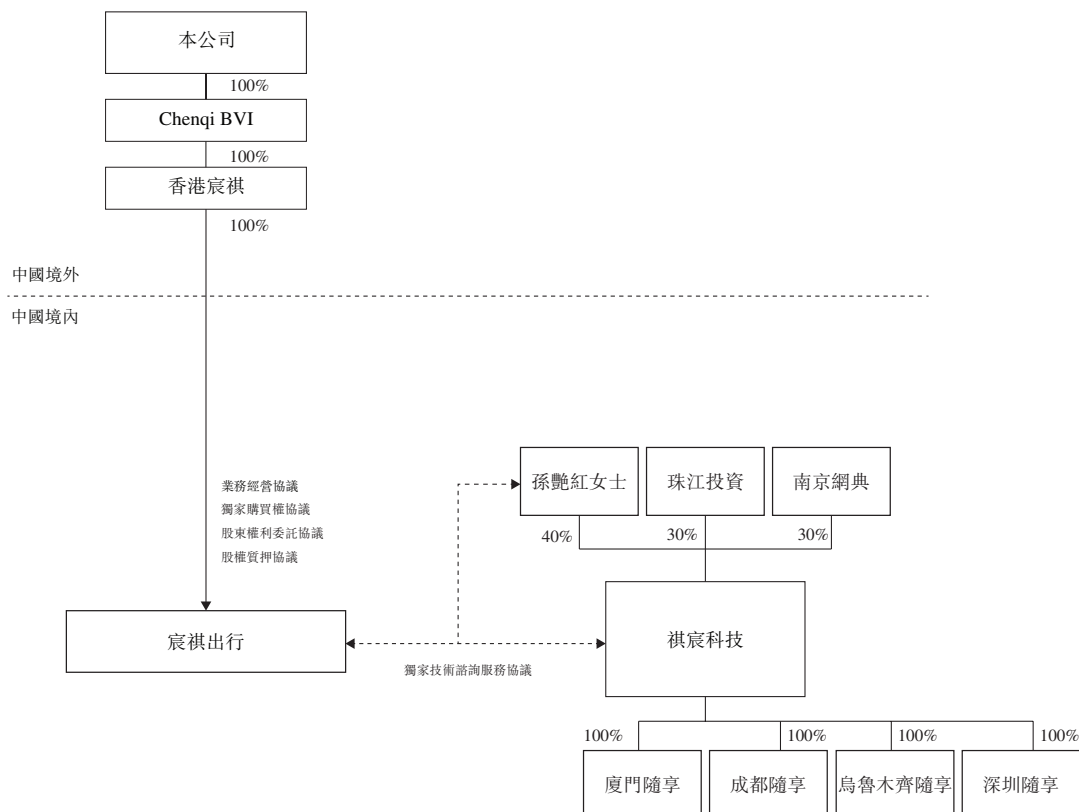 本公司
100%
Chenqi BVI
100%
香港宸祺
100%
中國境外
中國境內
業務經營協議
獨家購買權協議
股東權利委託協議
股權質押協議
孫艷紅女士
珠江投資
南京網典
40%
30%
30%
宸祺出行
祺宸科技
獨家技術諮詢服務協議
100%
100%
100%
100%
廈門隨享
成都隨享
烏魯木齊隨享
深圳隨享